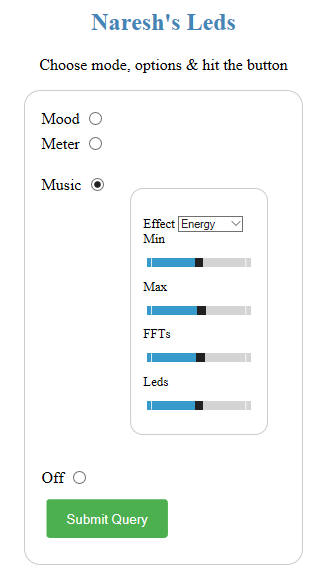 Naresh's Leds
Choose mode, options & hit the button
Mood
Meter
Music
Effect Energy
Min
Max
FFTs
Leds
Off
Submit Query